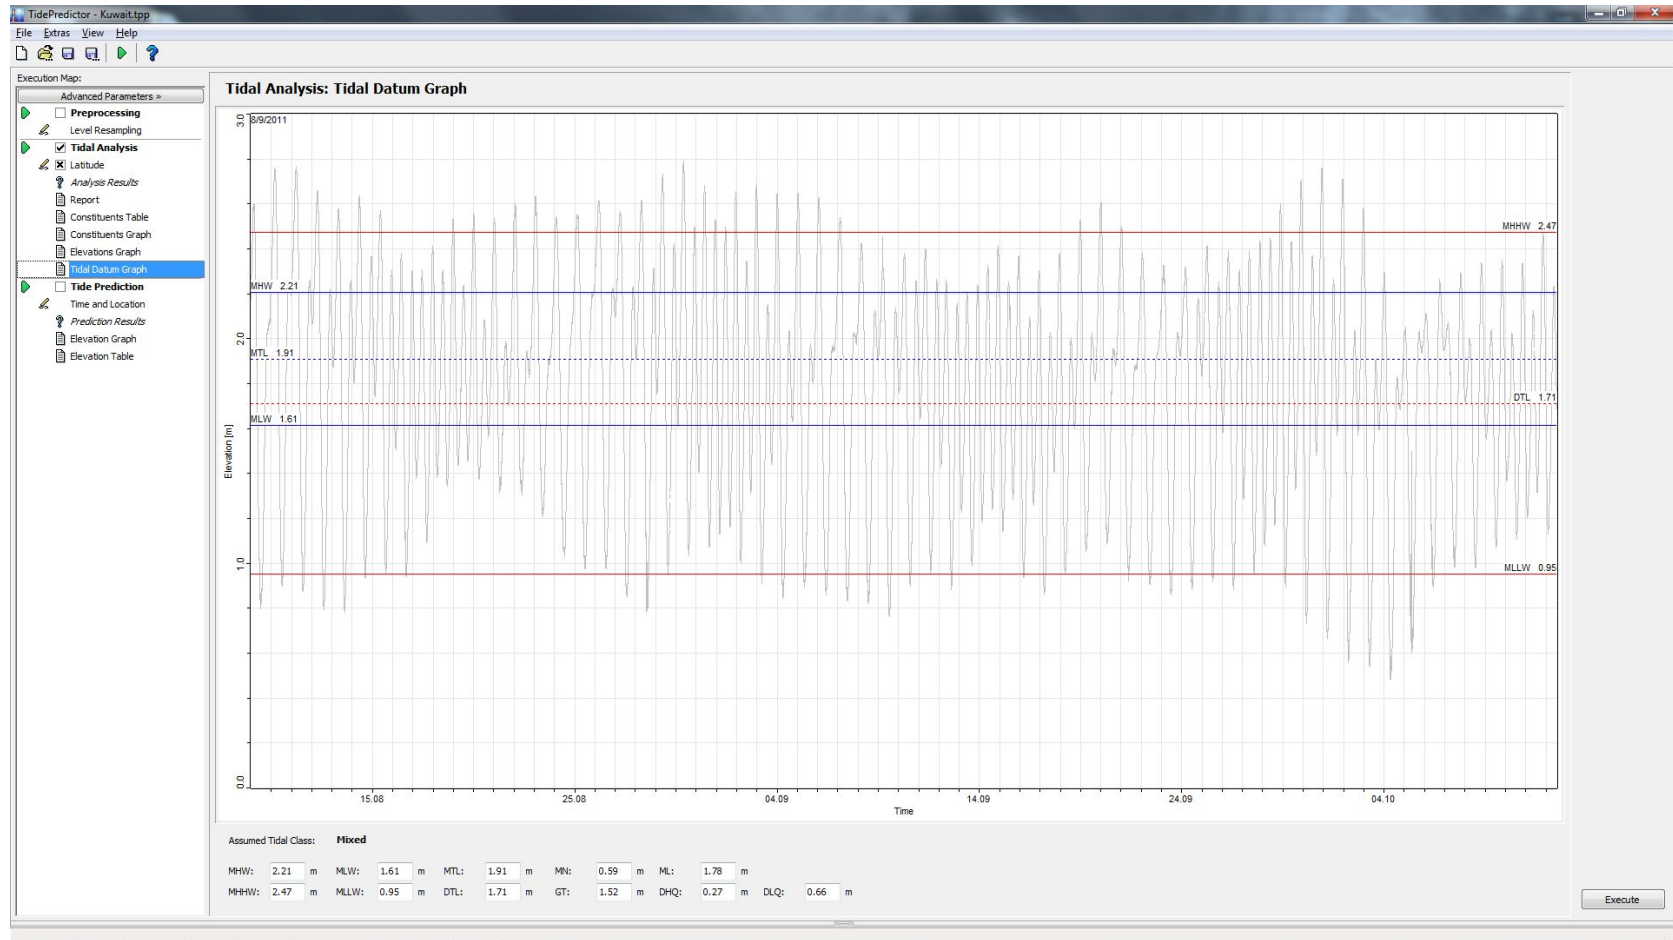 TidePredictor - Kuwait.tpp
File Extras View Help
Execution Map:
Advanced Parameters »
Preprocessing
Level Resampling
Tidal Analysis
Latitude
Analysis Results
Report
Constituents Table
Constituents Graph
Elevations Graph
Tidal Datum Graph
Tide Prediction
Time and Location
Prediction Results
Elevation Graph
Elevation Table
Tidal Analysis: Tidal Datum Graph
8/9/2011
3.0
MHHW 2.47
MHW 2.21
2.0
MTL 1.91
DTL 1.71
MLW 1.61
Elevation [m]
1.0
MLLW 0.95
0.0
15.08 25.08 04.09 14.09 24.09 04.10
Time
Assumed Tidal Class: Mixed
MHW: 2.21 m MLW: 1.61 m MTL: 1.91 m MN: 0.59 m ML: 1.78 m
MHHW: 2.47 m MLLW: 0.95 m DTL: 1.71 m GT: 1.52 m DHQ: 0.27 m DLQ: 0.66 m
Execute